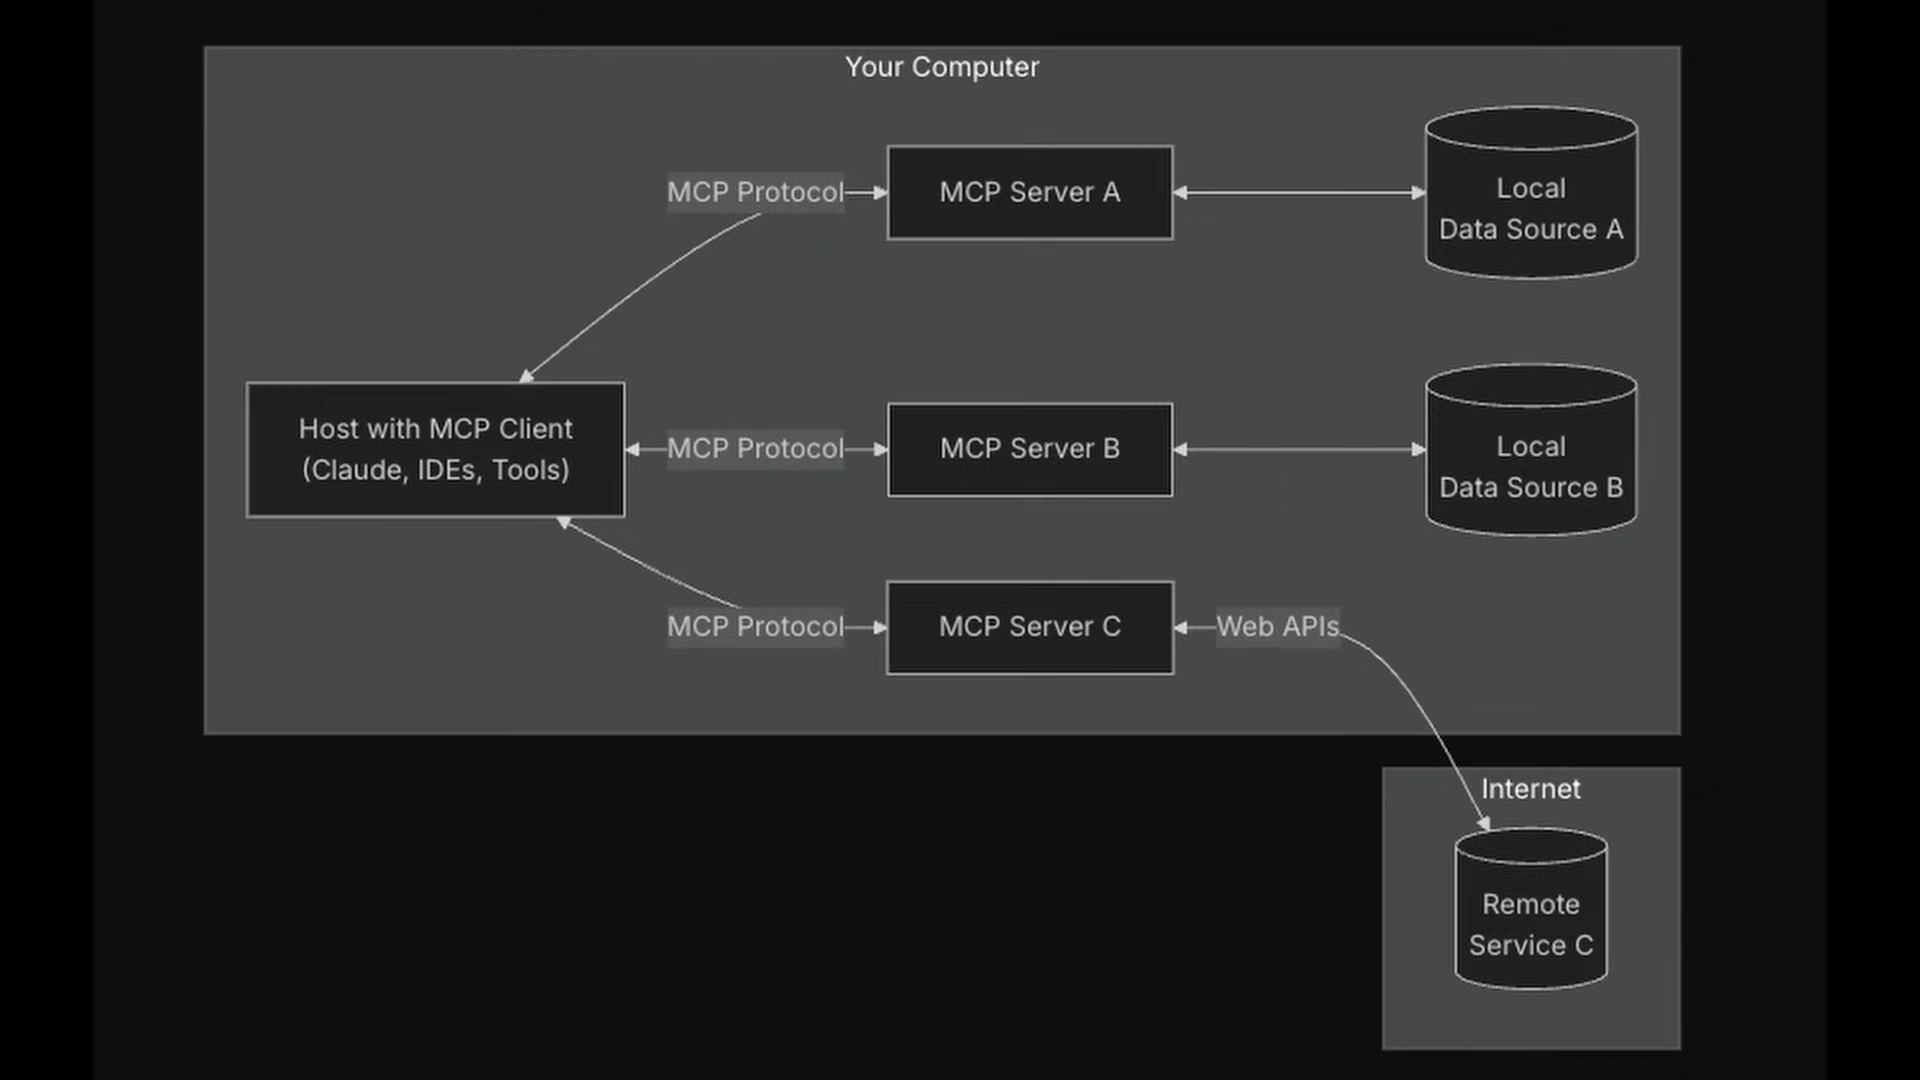 Your Computer
MCP Protocol
MCP Server A
Local
Data Source A
Host with MCP Client
(Claude, IDEs, Tools)
MCP Protocol
MCP Server B
Local
Data Source B
MCP Protocol
MCP Server C
Web APIs
Internet
Remote
Service C